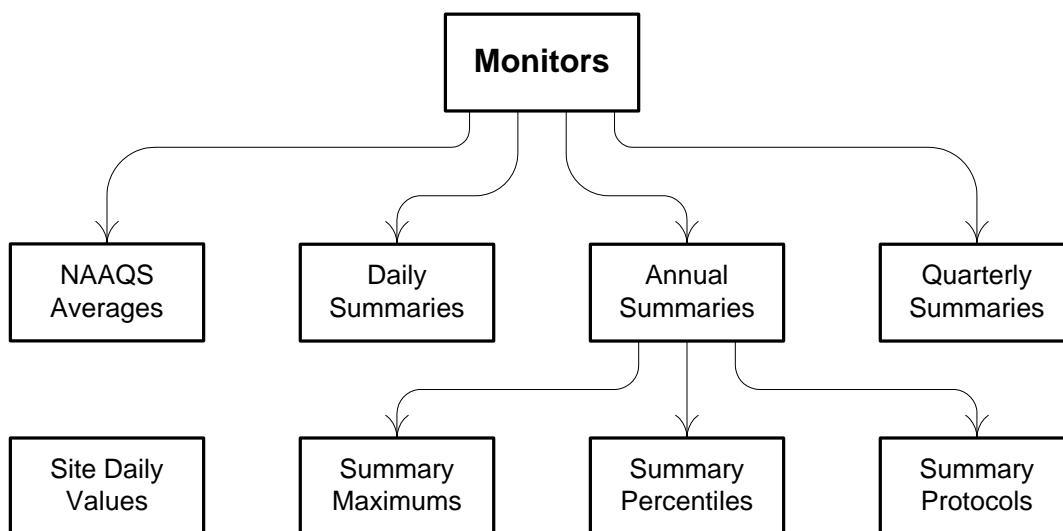 Monitors
NAAQS
Averages
Daily
Summaries
Annual
Summaries
Quarterly
Summaries
Site Daily
Values
Summary
Maximums
Summary
Percentiles
Summary
Protocols